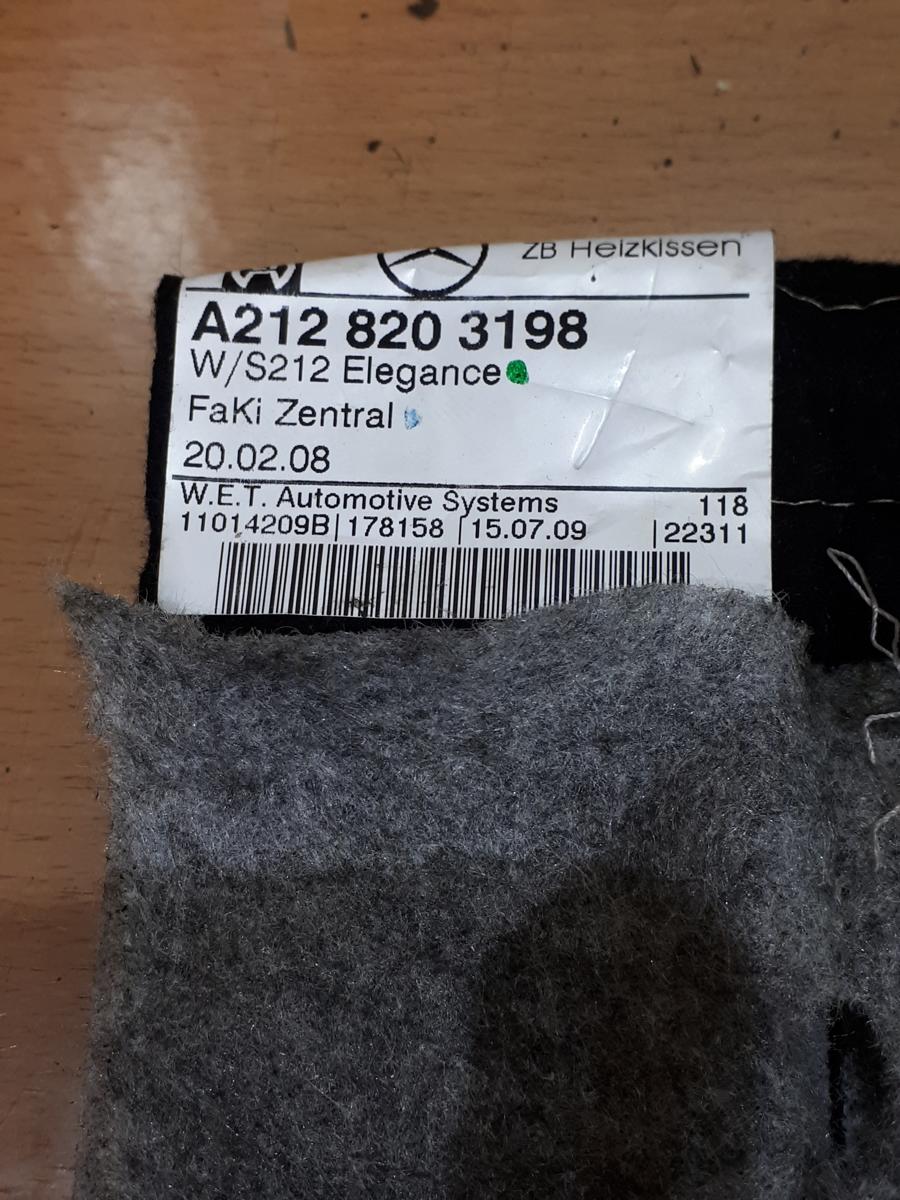 ZB Heizkissen
A212 820 3198
W/S212 Elegance
FaKi Zentral
20.02.08
W.E.T. Automotive Systems 118
11014209B|178158 |15.07.09 |22311